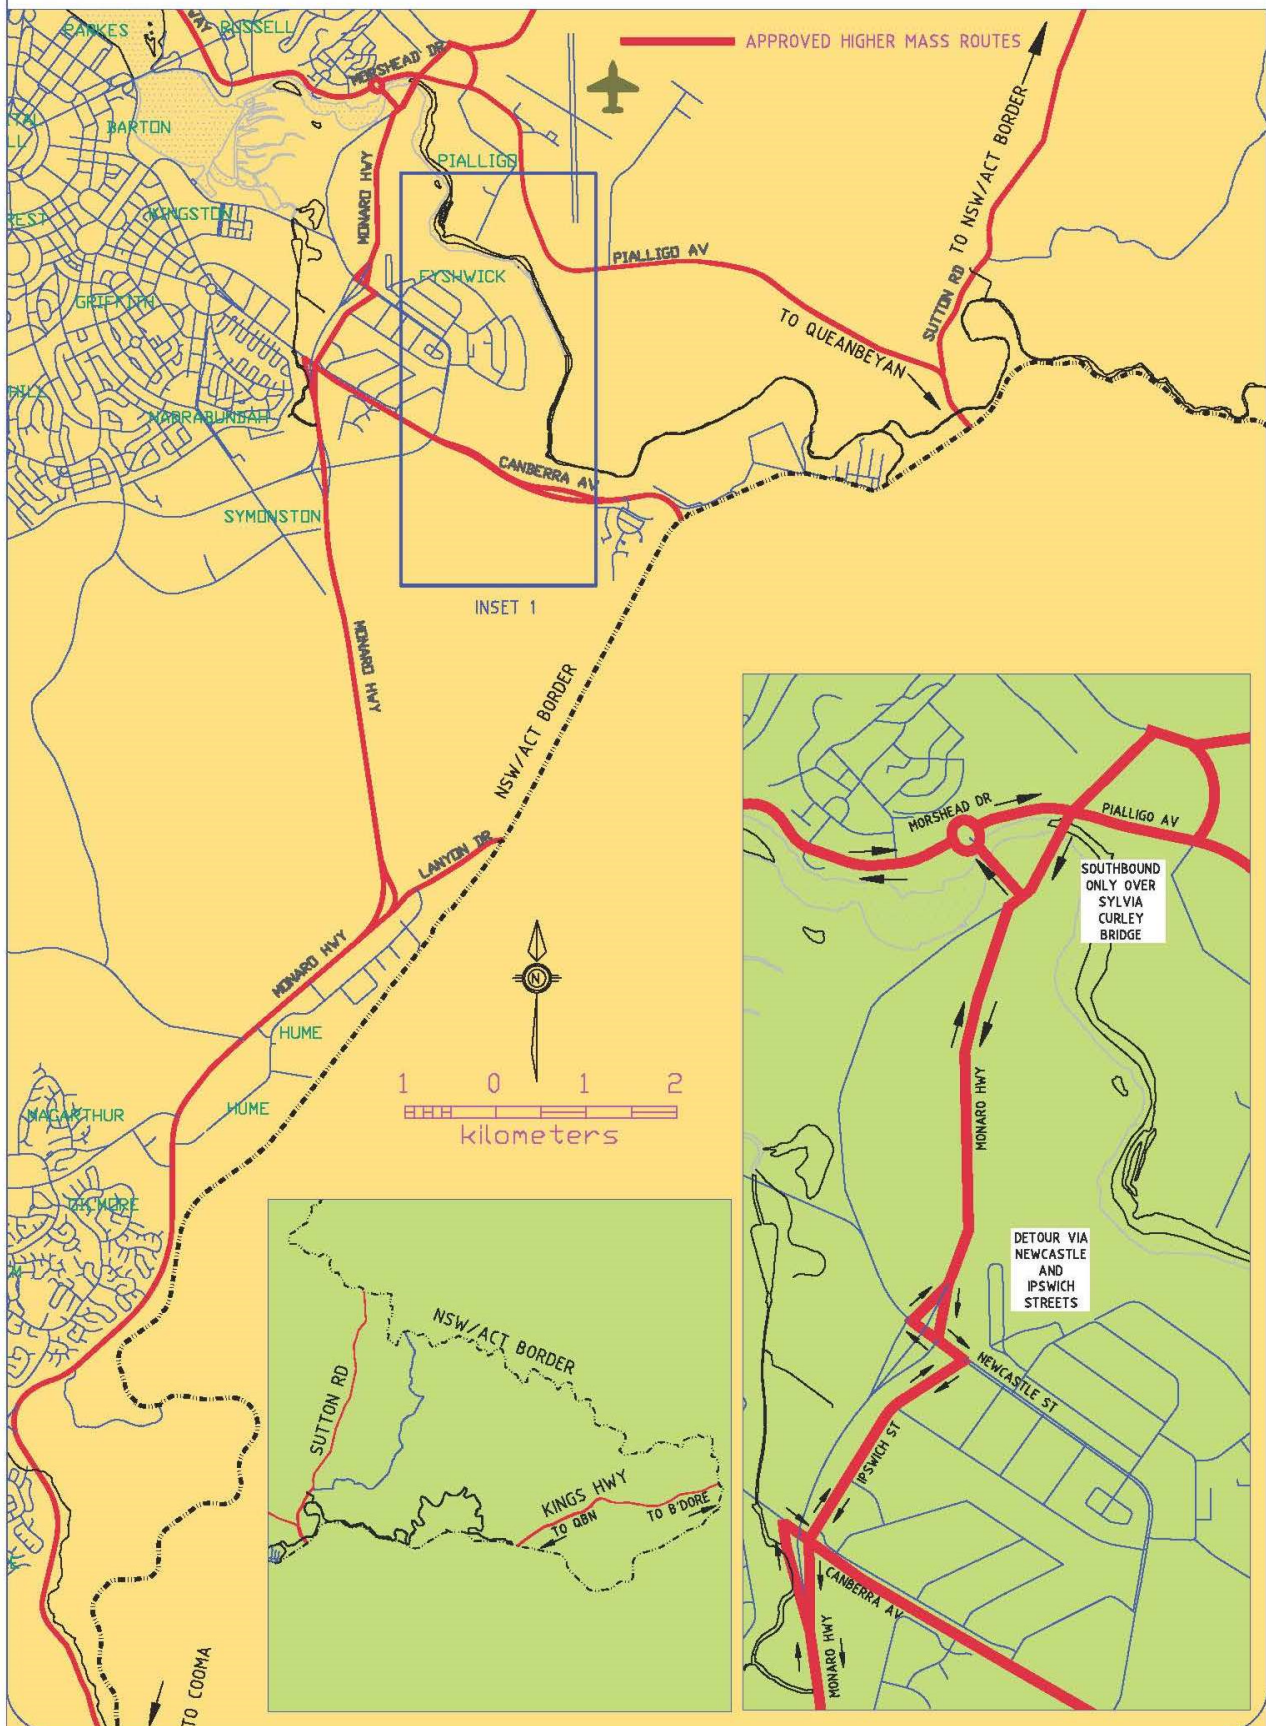 PARKES
WAY
RUSSELL
MORSHEAD DR
APPROVED HIGHER MASS ROUTES
BARTON
PIALLIGO
MONARO HWY
KINGSTON
FYSHWICK
PIALLIGO AV
SUTTON RD
TO NSW/ACT BORDER
GRIFFITH
TO QUEANBEYAN
HILL
NARRABUNDAH
CANBERRA AV
SYMONSTON
INSET 1
MONARO HWY
NSW/ACT BORDER
LANYON DR
MONARO HWY
N
HUME
HUME
1 0 1 2
kilometers
MACARTHUR
GILMORE
TO COOMA
NSW/ACT BORDER
SUTTON RD
KINGS HWY
TO QBN
TO B'DORE
MORSHEAD DR
PIALLIGO AV
SOUTHBOUND
ONLY OVER
SYLVIA
CURLEY
BRIDGE
MONARO HWY
DETOUR VIA
NEWCASTLE
AND
IPSWICH
STREETS
NEWCASTLE ST
IPSWICH ST
CANBERRA AV
MONARO HWY